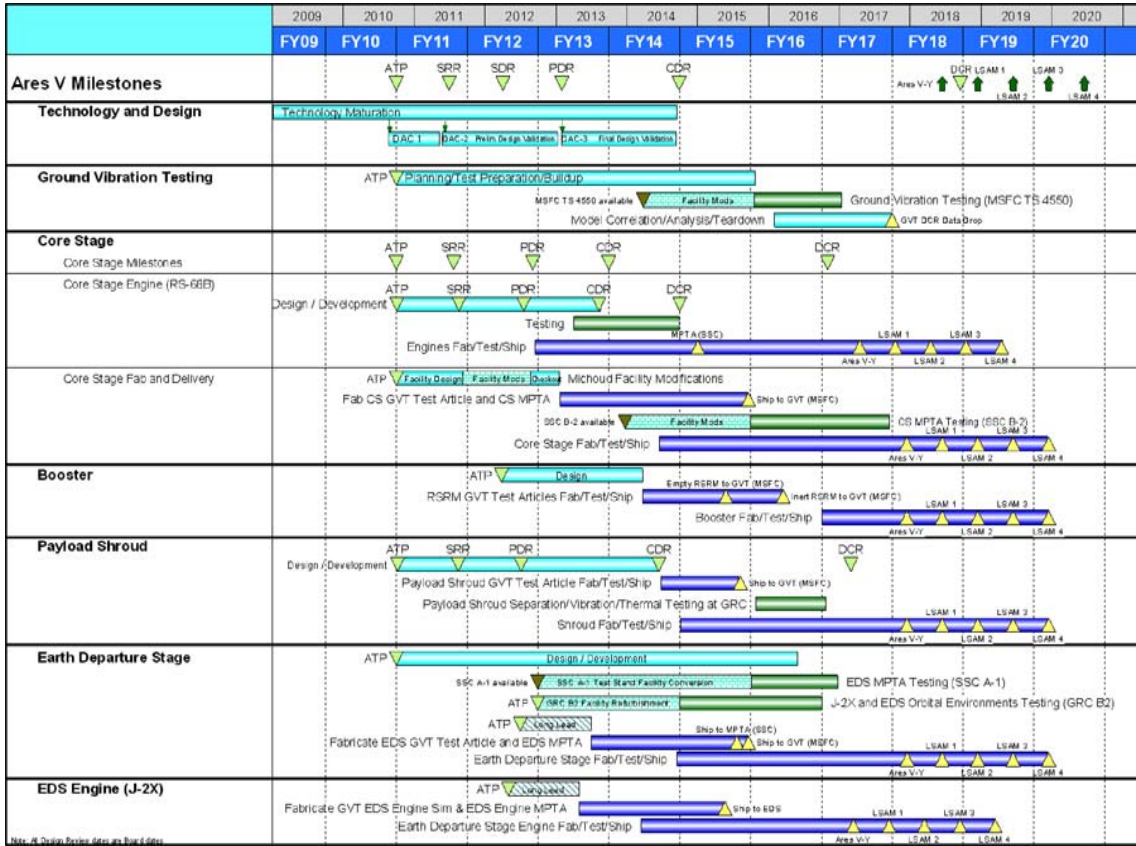 2009 2010 2011 2012 2013 2014 2015 2016 2017 2018 2019 2020
FY09 FY10 FY11 FY12 FY13 FY14 FY15 FY16 FY17 FY18 FY19 FY20
ATP SRR SDR PDR CDR DCR LSAM 1 LSAM 3
Ares V Milestones
Ares V-Y
LSAM 2 LSAM 4
Technology and Design
Technology Maturation
DAC 1 DAC-2 Prelim Design Validation DAC-3 Final Design Validation
Ground Vibration Testing
ATP Planning/Test Preparation/Buildup
MSFC TS 4550 available Facility Mods Ground Vibration Testing (MSFC TS 4550)
Model Correlation/Analysis/Teardown GVT DCR Data Drop
Core Stage
ATP SRR PDR CDR DCR
Core Stage Milestones
Core Stage Engine (RS-68B)
ATP SRR PDR CDR DCR
Design / Development
Testing
MPTA (SSC) LSAM 1 LSAM 3
Engines Fab/Test/Ship
Ares V-Y LSAM 2 LSAM 4
Core Stage Fab and Delivery
ATP Facility Design Facility Mods Checkout Michoud Facility Modifications
Fab CS GVT Test Article and CS MPTA Ship to GVT (MSFC)
SSC B-2 available Facility Mods CS MPTA Testing (SSC B-2)
LSAM 1 LSAM 3
Core Stage Fab/Test/Ship
Ares V-Y LSAM 2 LSAM 4
Booster
ATP Design
Empty RSRM to GVT (MSFC)
RSRM GVT Test Articles Fab/Test/Ship Inert RSRM to GVT (MSFC)
LSAM 1 LSAM 3
Booster Fab/Test/Ship
Ares V-Y LSAM 2 LSAM 4
Payload Shroud
ATP SRR PDR CDR DCR
Design / Development
Payload Shroud GVT Test Article Fab/Test/Ship Ship to GVT (MSFC)
Payload Shroud Separation/Vibration/Thermal Testing at GRC
LSAM 1 LSAM 3
Shroud Fab/Test/Ship
Ares V-Y LSAM 2 LSAM 4
Earth Departure Stage
ATP Design / Development
SSC A-1 available SSC A-1 Test Stand Facility Conversion EDS MPTA Testing (SSC A-1)
ATP GRC B2 Facility Refurbishment J-2X and EDS Orbital Environments Testing (GRC B2)
ATP Long Lead
Ship to MPTA (SSC)
Fabricate EDS GVT Test Article and EDS MPTA Ship to GVT (MSFC)
LSAM 1 LSAM 3
Earth Departure Stage Fab/Test/Ship
Ares V-Y LSAM 2 LSAM 4
EDS Engine (J-2X)
ATP Long Lead
Fabricate GVT EDS Engine Sim & EDS Engine MPTA Ship to EDS
LSAM 1 LSAM 3
Earth Departure Stage Engine Fab/Test/Ship
Ares V-Y LSAM 2 LSAM 4
Note: All Design Review dates are Board dates